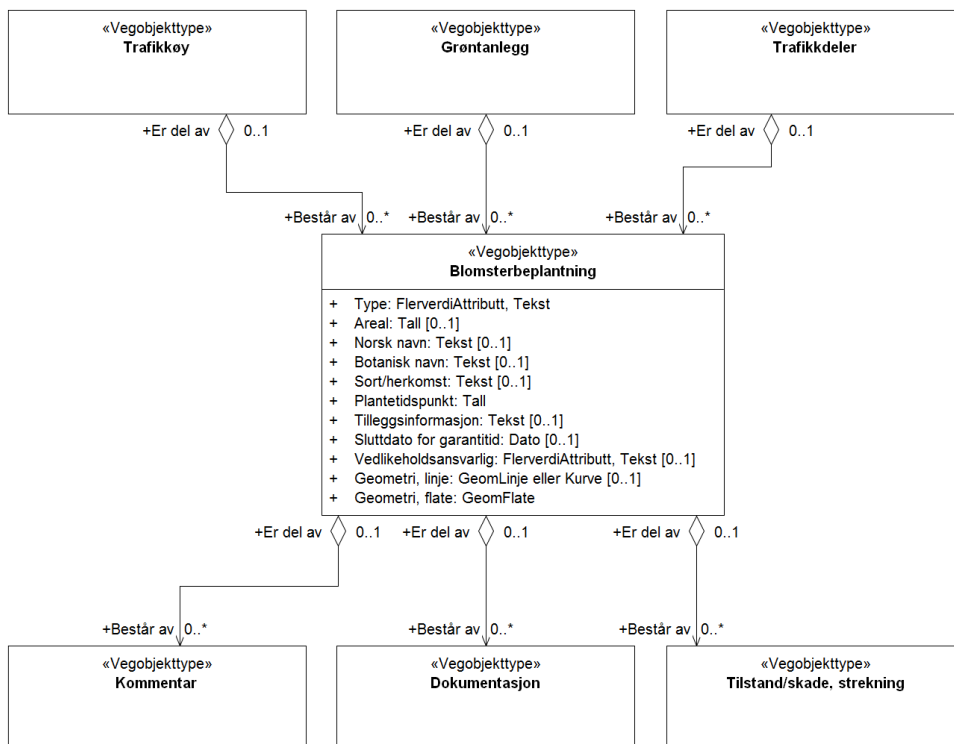 «Vegobjekttype»
Trafikkøy
«Vegobjekttype»
Grøntanlegg
«Vegobjekttype»
Trafikkdeler
+Er del av 0..1
+Er del av 0..1
+Er del av 0..1
+Består av 0..*
+Består av 0..*
+Består av 0..*
«Vegobjekttype»
Blomsterbeplantning
+ Type: FlerverdiAttributt, Tekst
+ Areal: Tall [0..1]
+ Norsk navn: Tekst [0..1]
+ Botanisk navn: Tekst [0..1]
+ Sort/herkomst: Tekst [0..1]
+ Plantetidspunkt: Tall
+ Tilleggsinformasjon: Tekst [0..1]
+ Sluttdato for garantitid: Dato [0..1]
+ Vedlikeholdsansvarlig: FlerverdiAttributt, Tekst [0..1]
+ Geometri, linje: GeomLinje eller Kurve [0..1]
+ Geometri, flate: GeomFlate
+Er del av 0..1
+Er del av 0..1
+Er del av 0..1
+Består av 0..*
+Består av 0..*
+Består av 0..*
«Vegobjekttype»
Kommentar
«Vegobjekttype»
Dokumentasjon
«Vegobjekttype»
Tilstand/skade, strekning